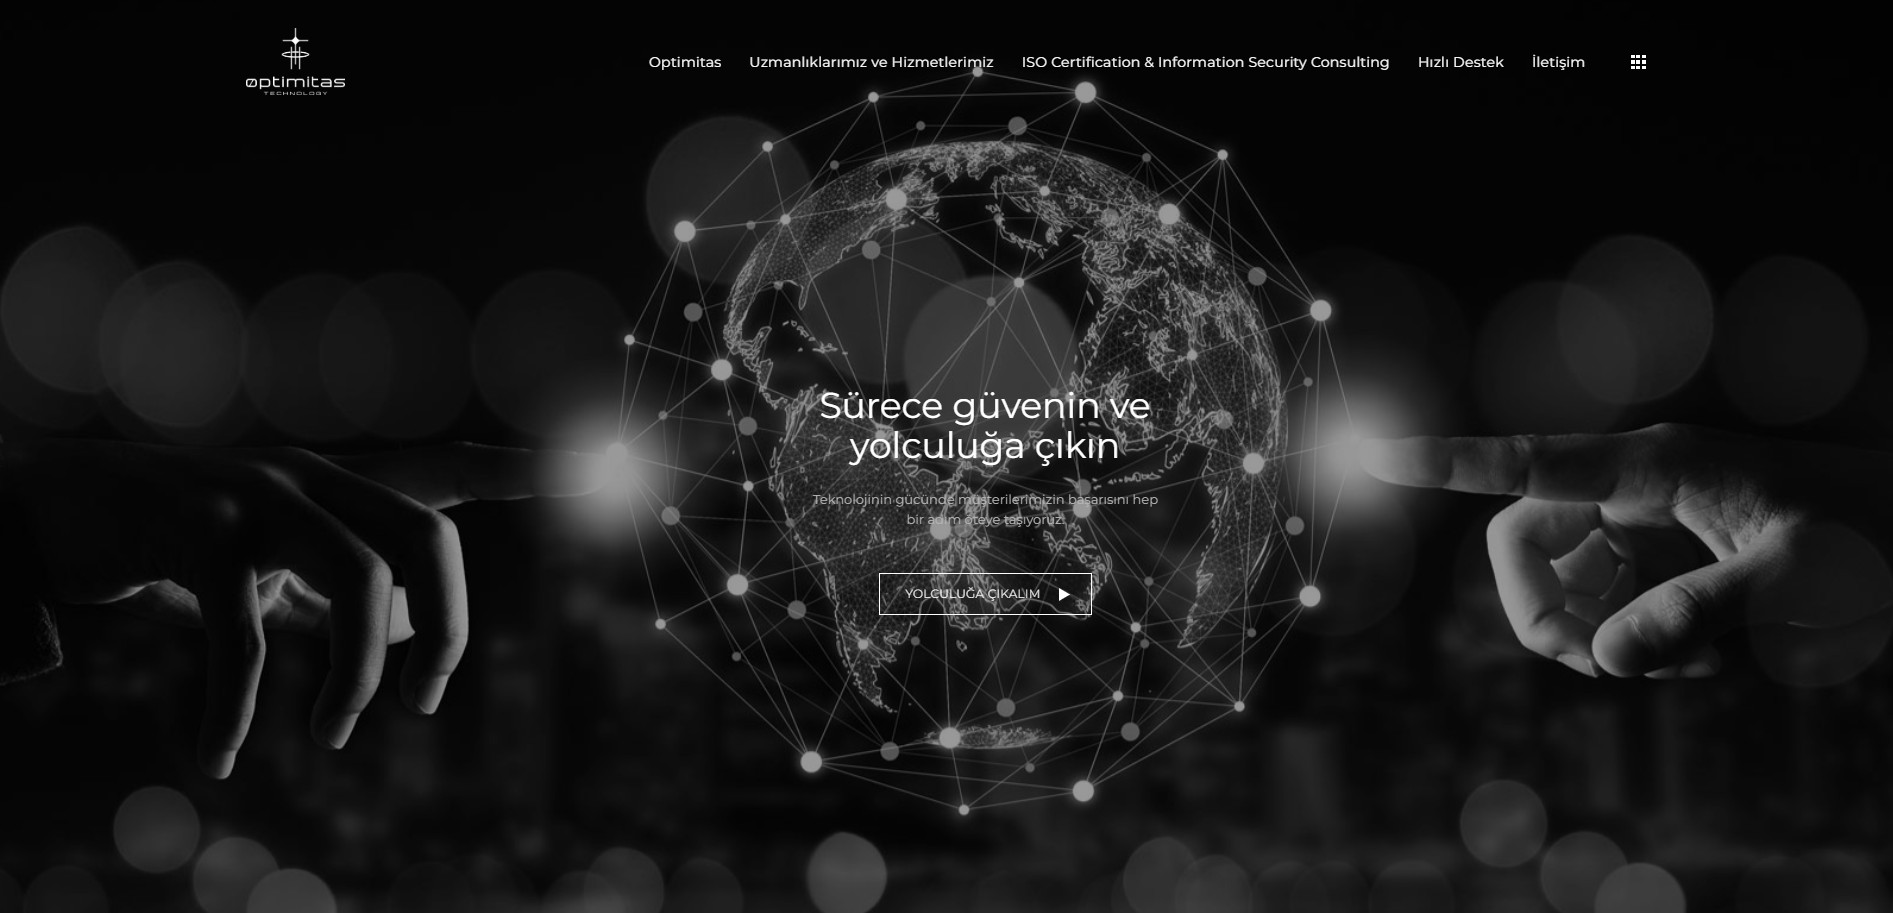 optimitas
TECHNOLOGY
Optimitas
Uzmanlıklarımız ve Hizmetlerimiz
ISO Certification & Information Security Consulting
Hızlı Destek
İletişim
Sürece güvenin ve
yolculuğa çıkın
Teknolojinin gücünde müşterilerimizin başarısını hep
bir adım öteye taşıyoruz.
YOLCULUĞA ÇIKALIM